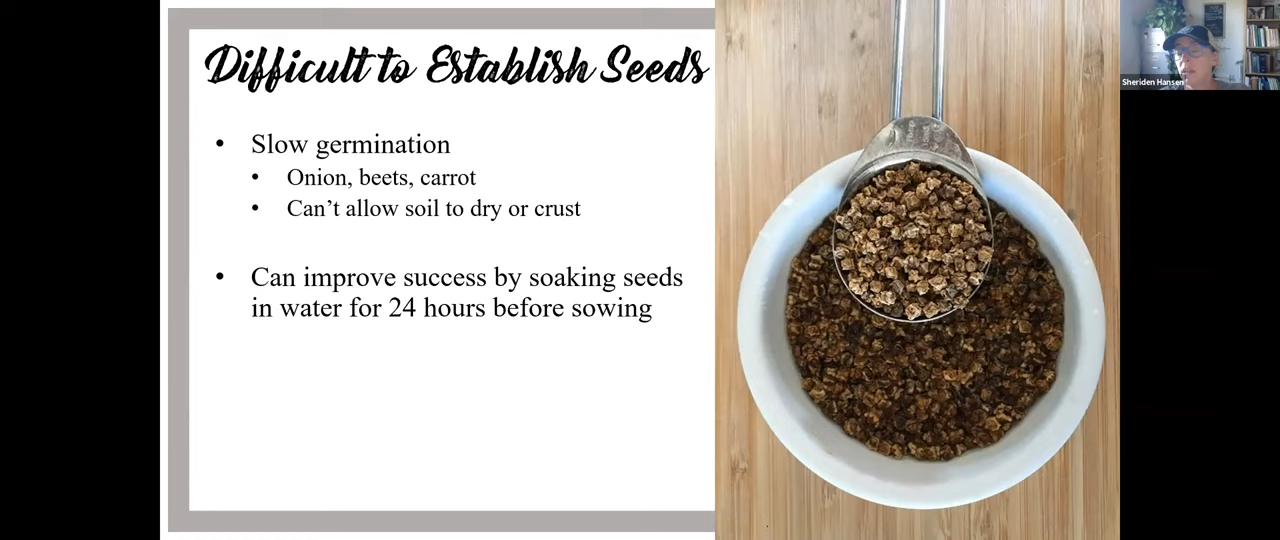 Difficult to Establish Seeds
• Slow germination
• Onion, beets, carrot
• Can't allow soil to dry or crust
• Can improve success by soaking seeds
in water for 24 hours before sowing
Sheriden Hansen